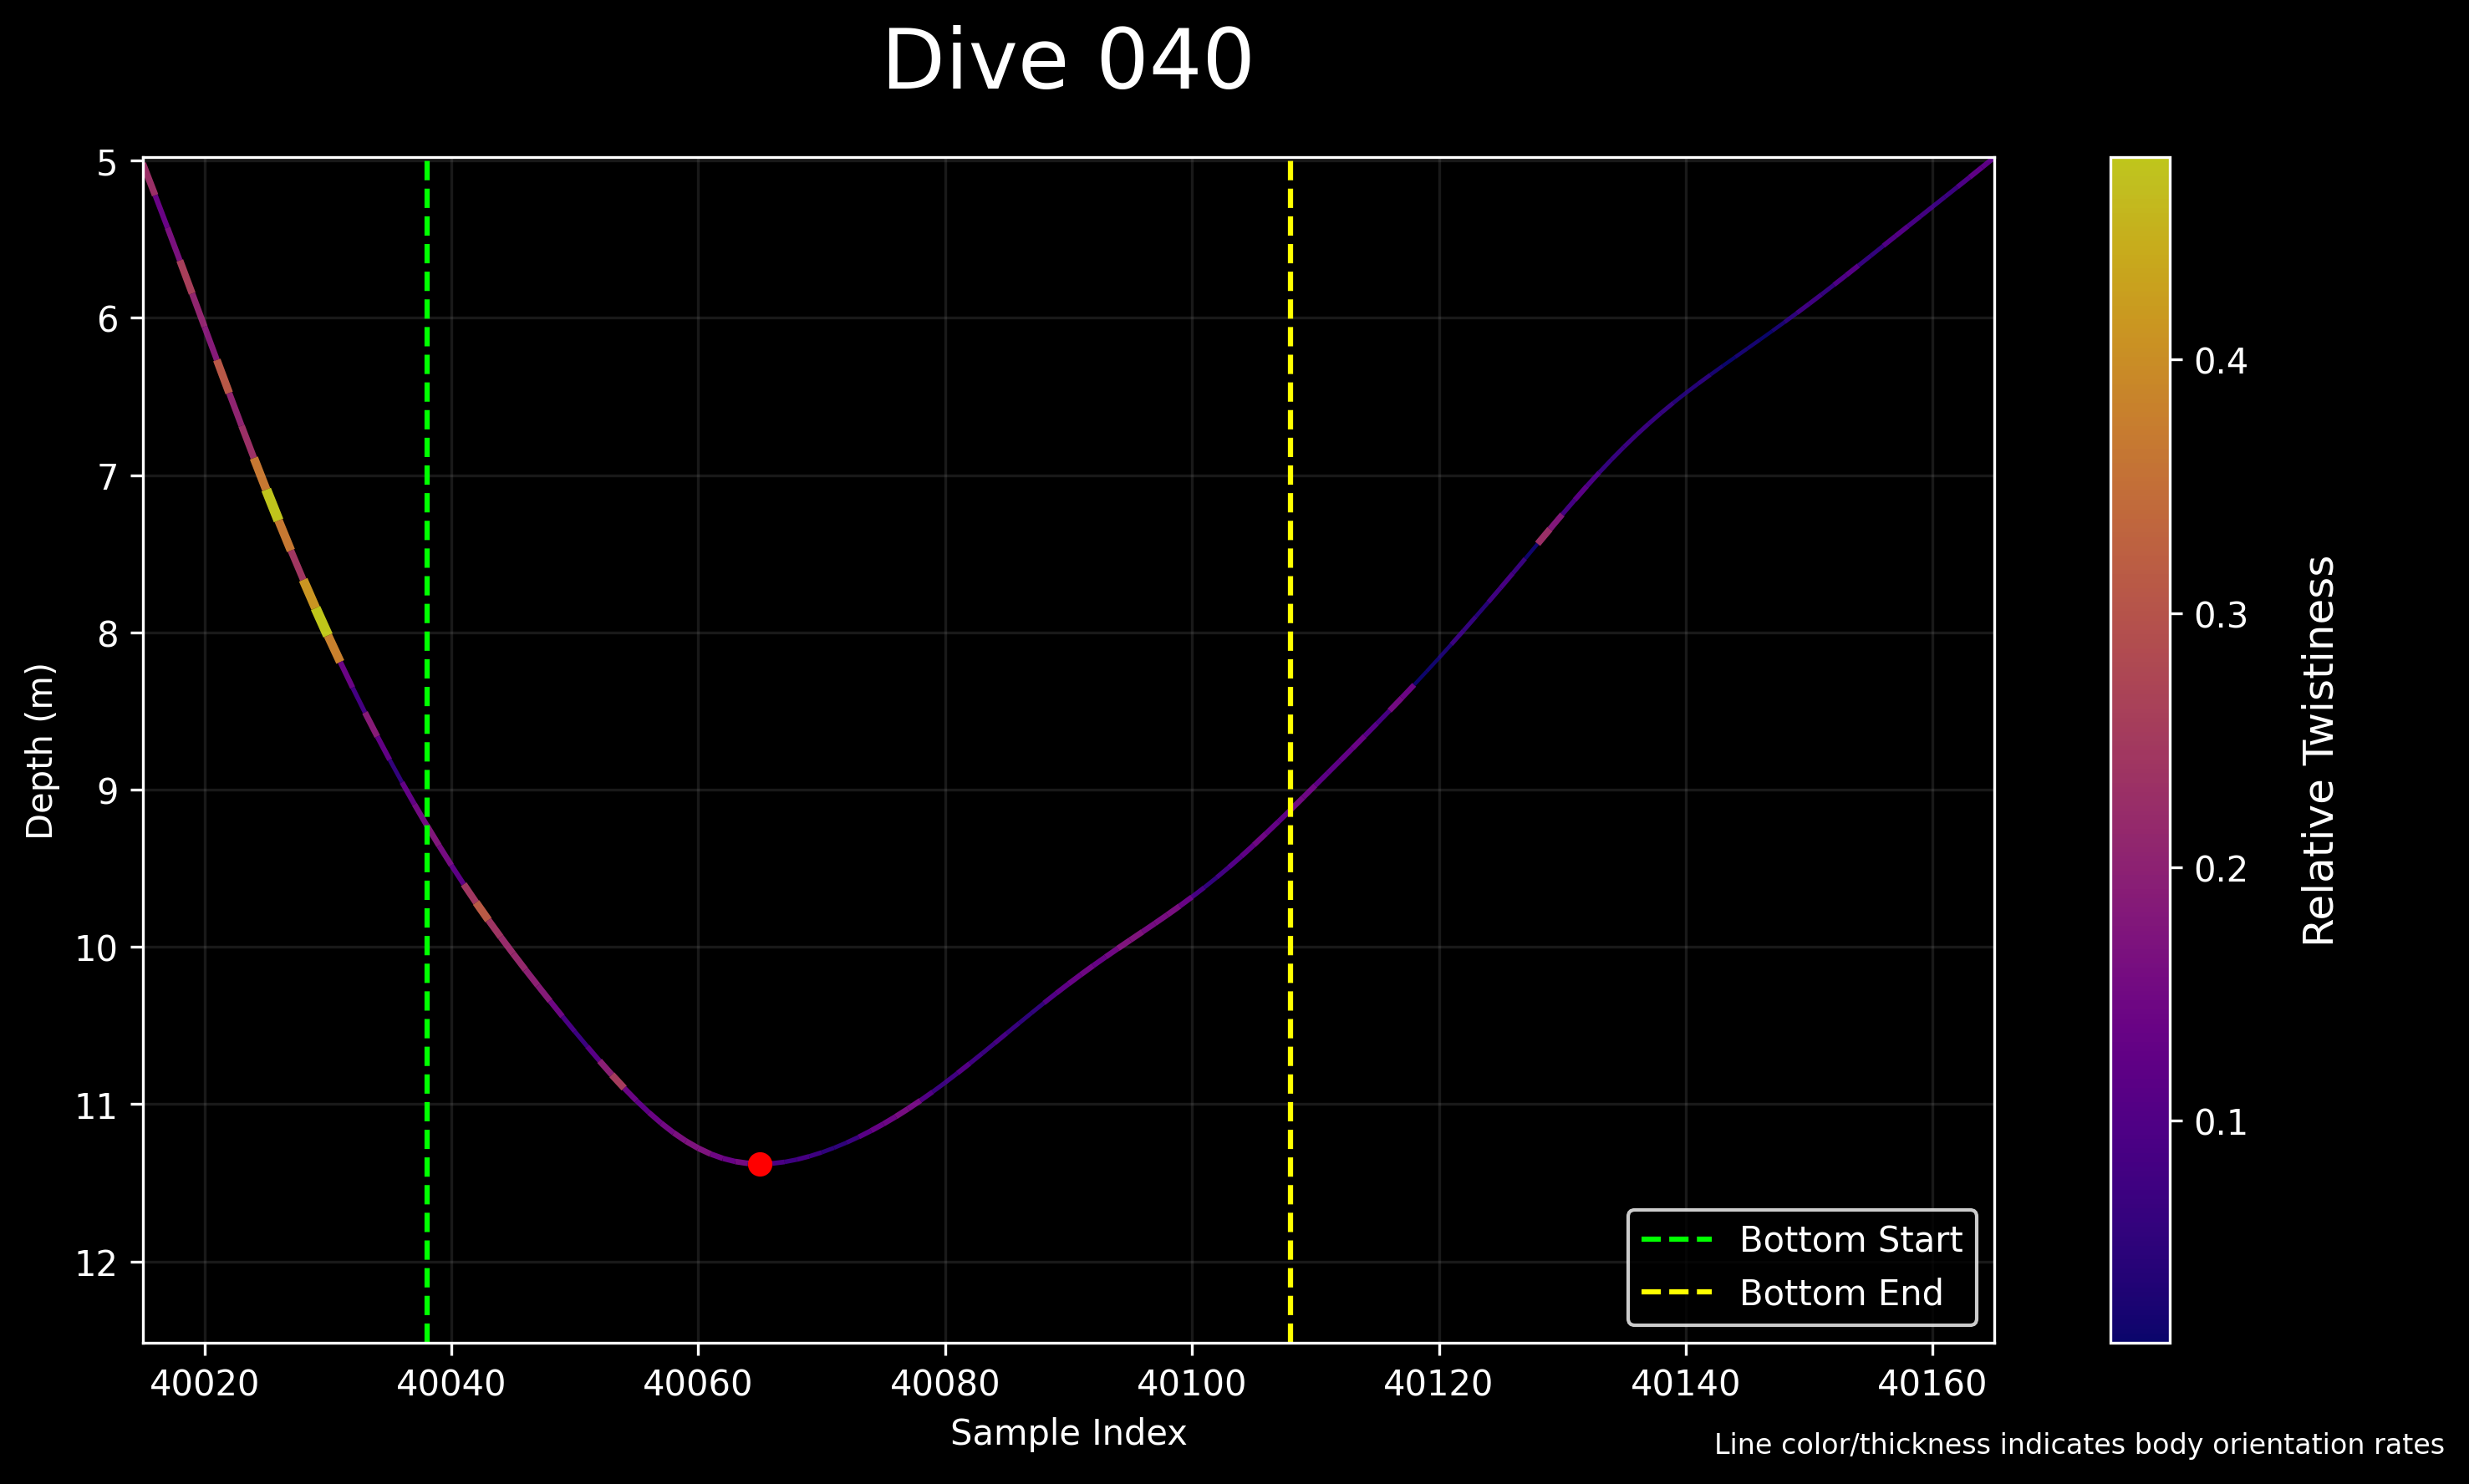 Dive 040
5
6
7
8
9
10
11
12
Depth (m)
40020 40040 40060 40080 40100 40120 40140 40160
Sample Index
Bottom Start
Bottom End
0.4
0.3
0.2
0.1
Relative Twistiness
Line color/thickness indicates body orientation rates